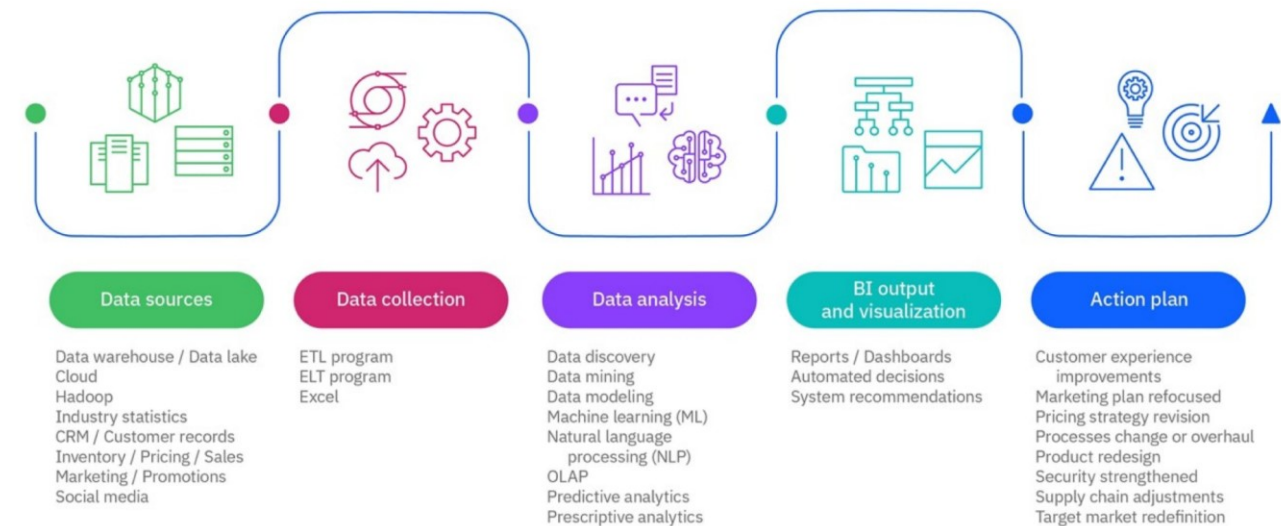 Data sources
Data warehouse / Data lake
Cloud
Hadoop
Industry statistics
CRM / Customer records
Inventory / Pricing / Sales
Marketing / Promotions
Social media
Data collection
ETL program
ELT program
Excel
Data analysis
Data discovery
Data mining
Data modeling
Machine learning (ML)
Natural language
processing (NLP)
OLAP
Predictive analytics
Prescriptive analytics
BI output
and visualization
Reports / Dashboards
Automated decisions
System recommendations
Action plan
Customer experience
improvements
Marketing plan refocused
Pricing strategy revision
Processes change or overhaul
Product redesign
Security strengthened
Supply chain adjustments
Target market redefinition